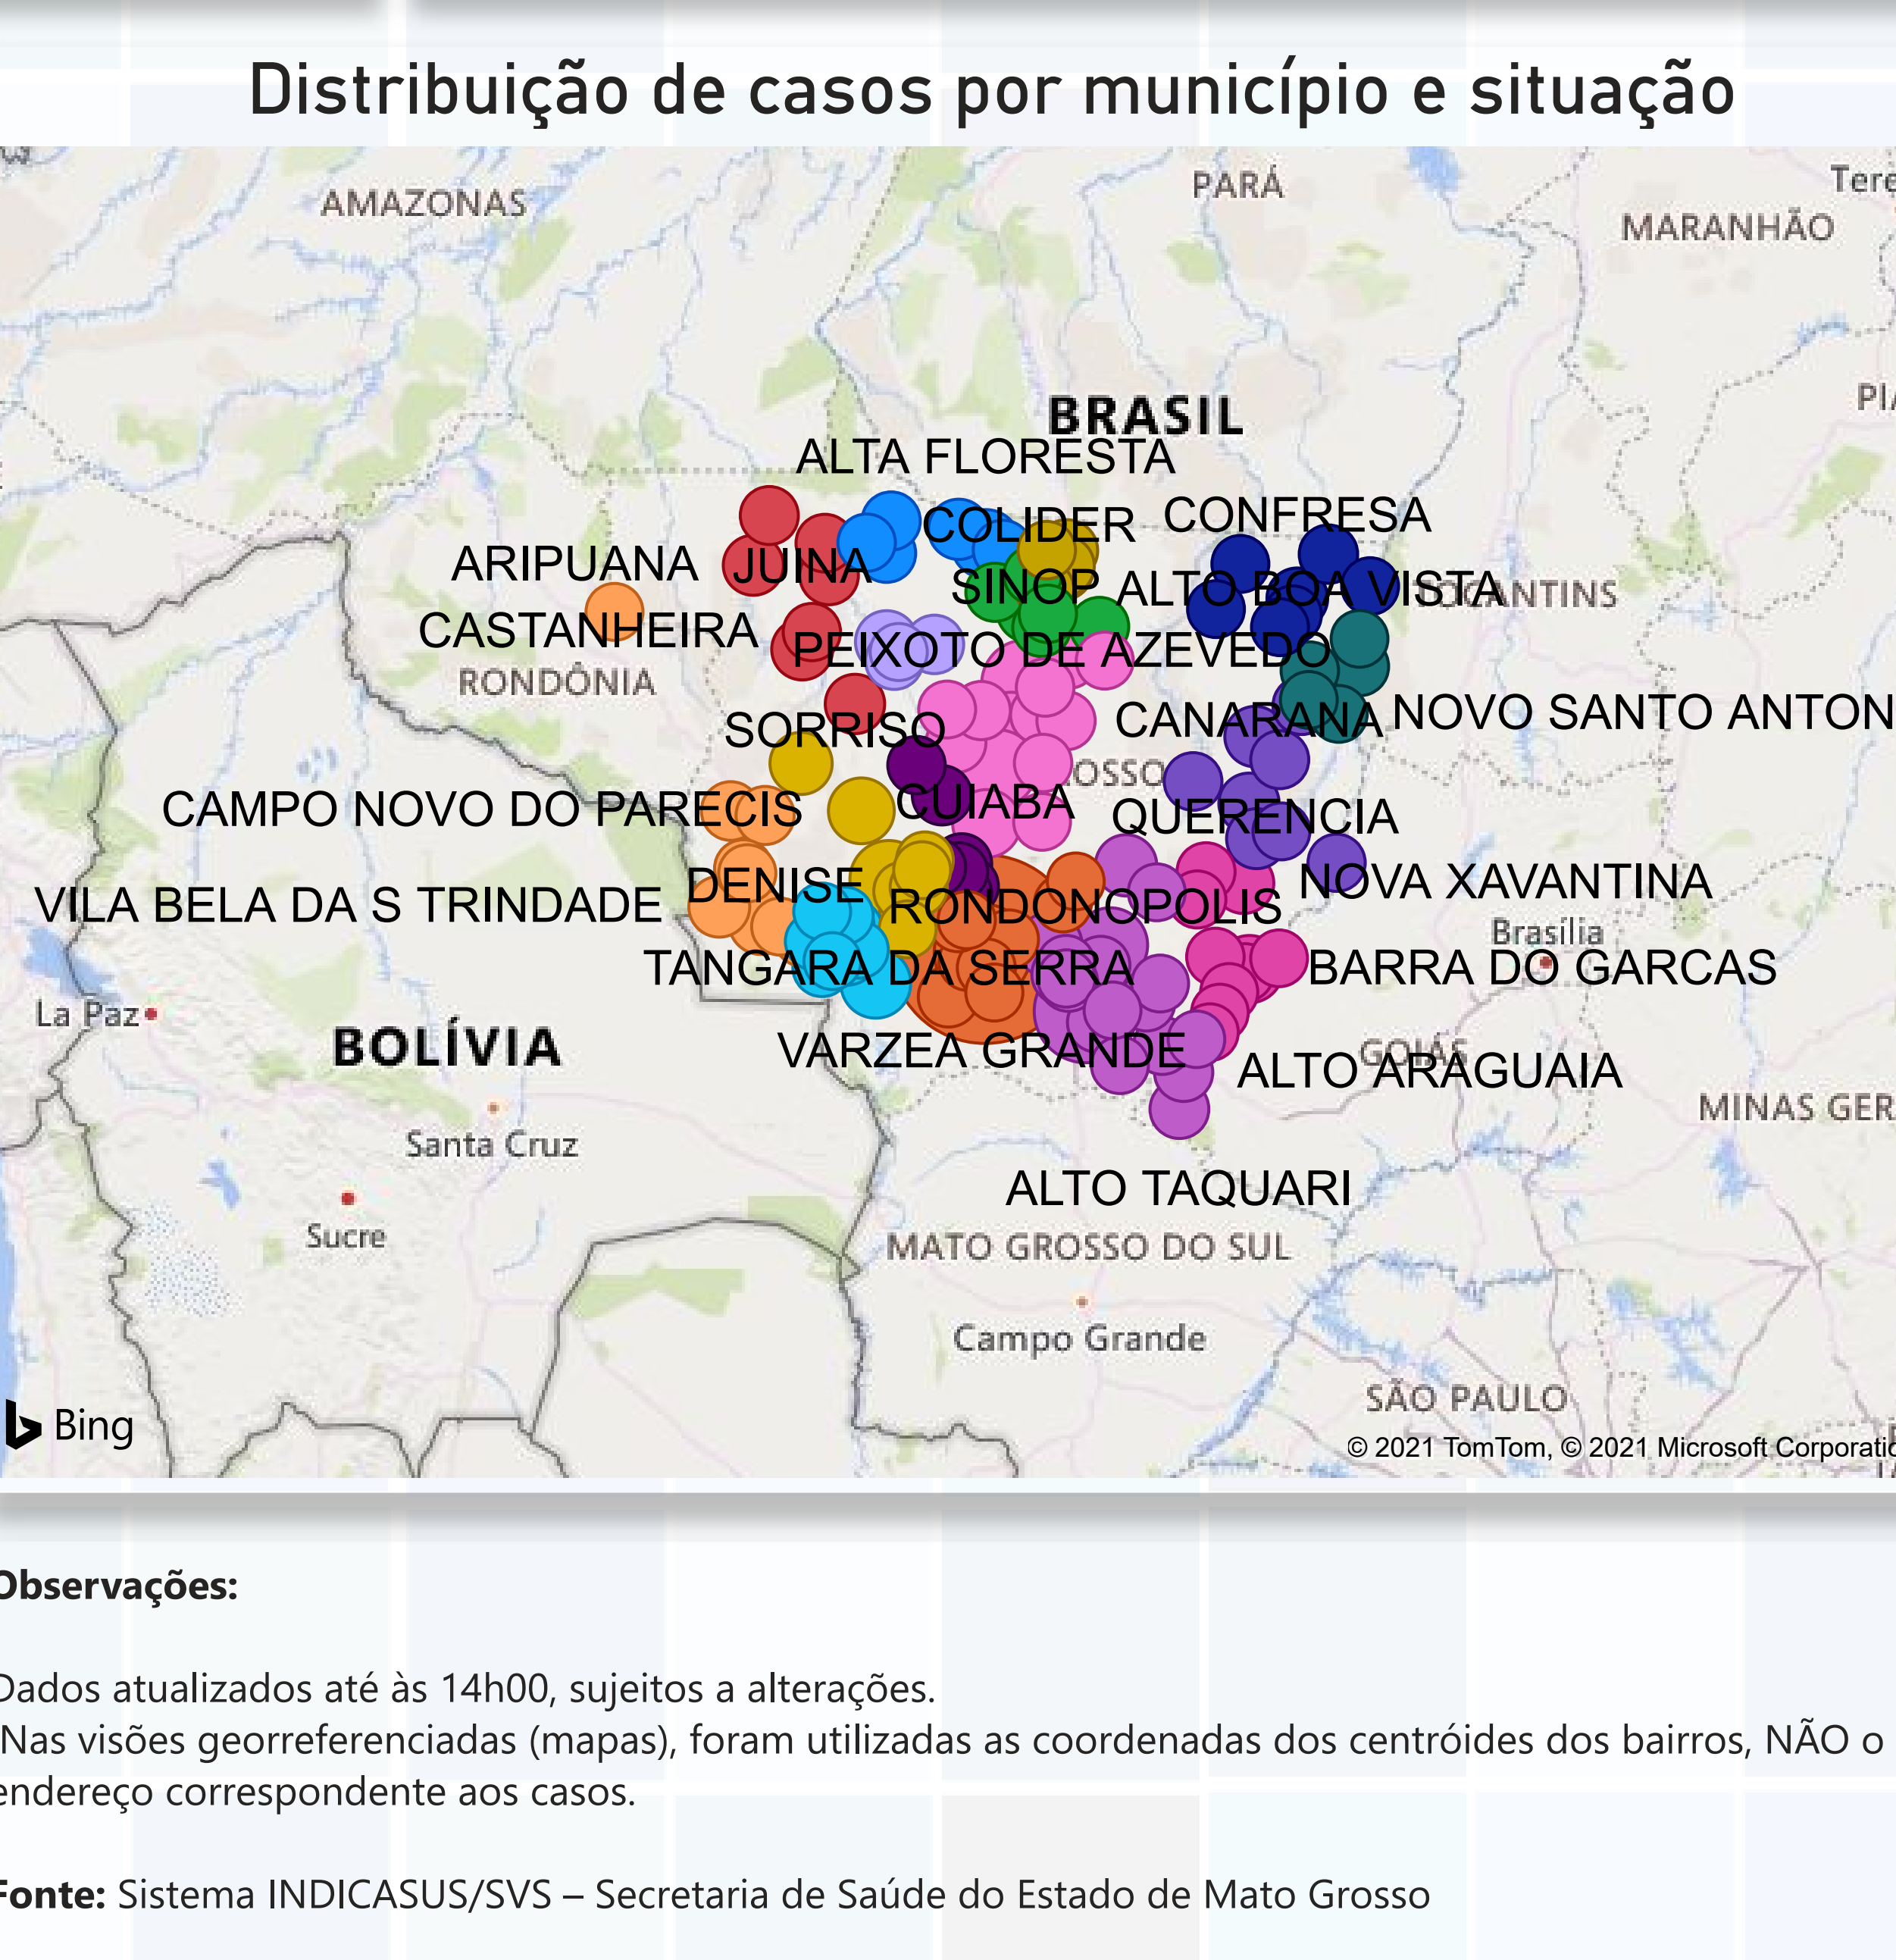 Distribuição de casos por município e situação
AMAZONAS
PARÁ
MARANHÃO
BRASIL
ALTA FLORESTA
COLIDER
CONFRESA
ARIPUANA
JUINA
SINOP
ALTO BOA VISTA
TOCANTINS
CASTANHEIRA
PEIXOTO DE AZEVEDO
RONDÔNIA
SORRISO
CANARANA
NOVO SANTO ANTON
OSSO
CAMPO NOVO DO PARECIS
CUIABA
QUERENCIA
VILA BELA DA S TRINDADE
DENISE
RONDONOPOLIS
NOVA XAVANTINA
Brasília
TANGARA DA SERRA
BARRA DO GARCAS
La Paz
BOLÍVIA
VARZEA GRANDE
GOIÁS
ALTO ARAGUAIA
MINAS GER
Santa Cruz
ALTO TAQUARI
Sucre
MATO GROSSO DO SUL
Campo Grande
SÃO PAULO
Bing
© 2021 TomTom, © 2021 Microsoft Corporatio
Observações:
Dados atualizados até às 14h00, sujeitos a alterações.
Nas visões georreferenciadas (mapas), foram utilizadas as coordenadas dos centróides dos bairros, NÃO o
endereço correspondente aos casos.
Fonte: Sistema INDICASUS/SVS – Secretaria de Saúde do Estado de Mato Grosso